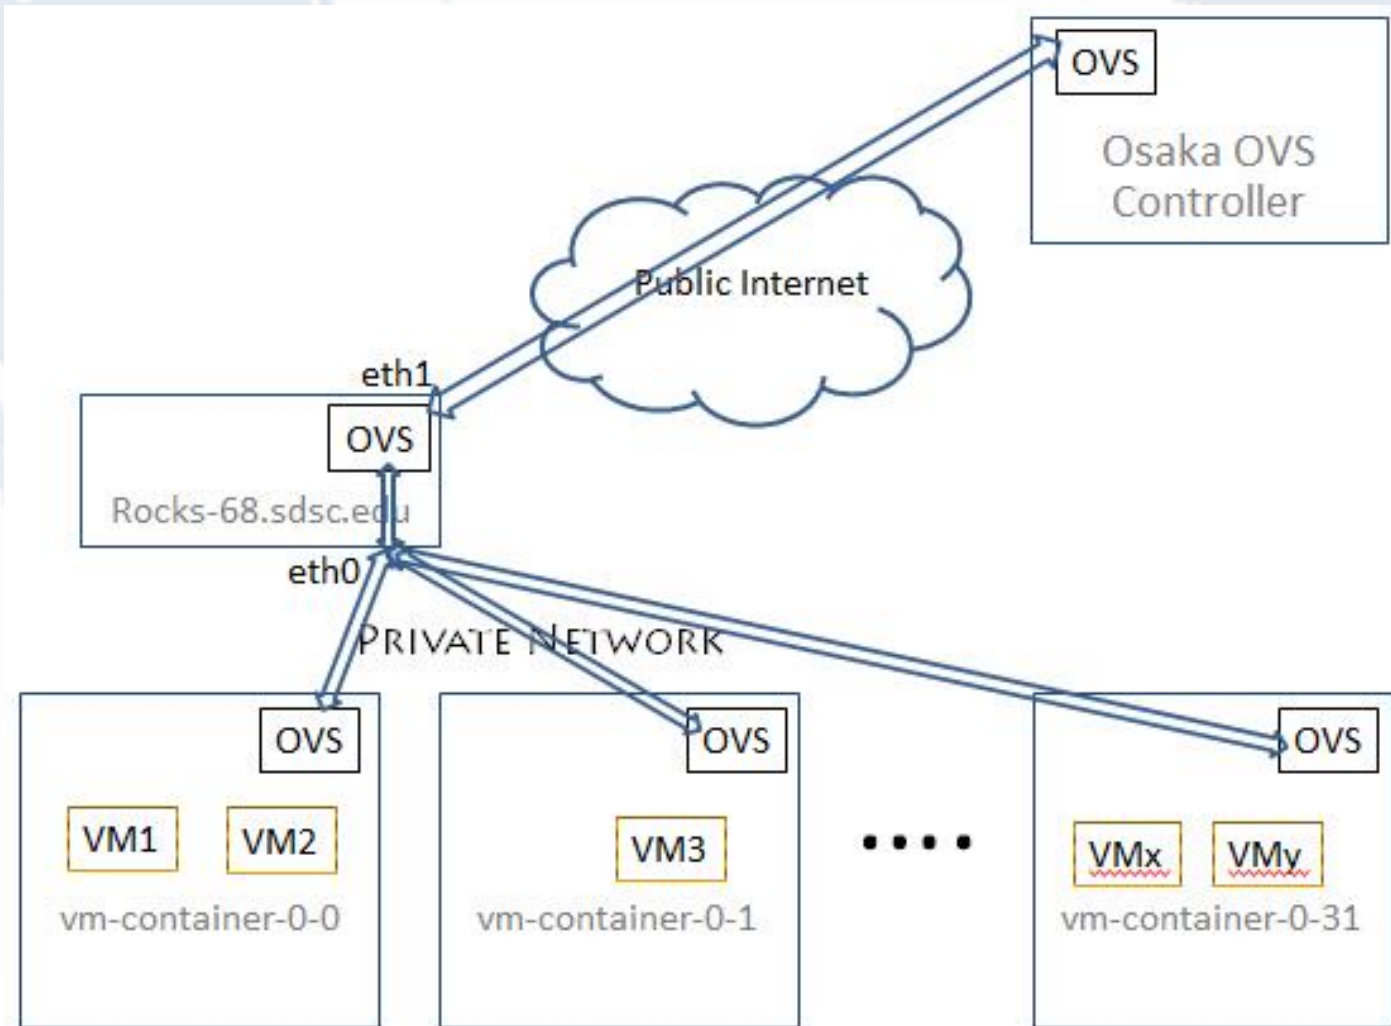 OVS
Osaka OVS
Controller
Public Internet
eth1
OVS
Rocks-68.sdsc.edu
eth0
PRIVATE NETWORK
OVS
VM1
VM2
vm-container-0-0
OVS
VM3
vm-container-0-1
OVS
VMx
VMy
vm-container-0-31